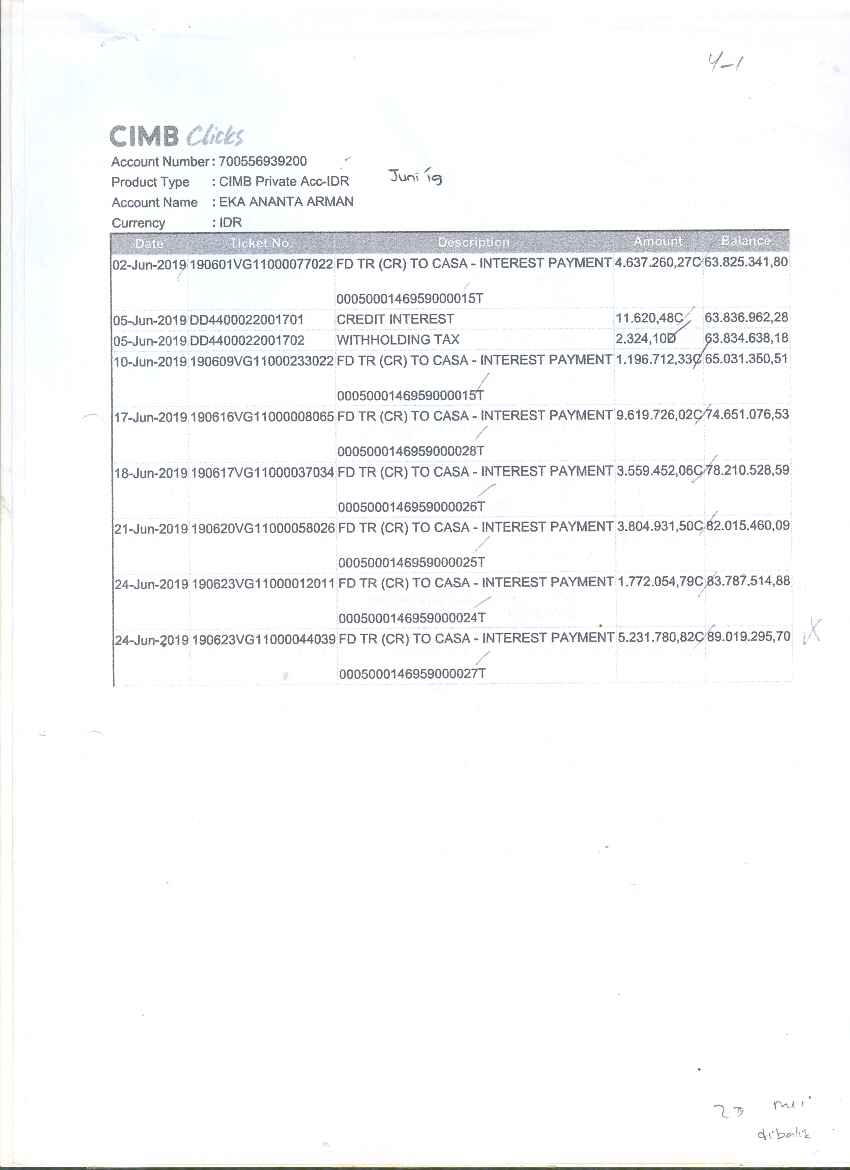 4-1
CIMB Clicks
Account Number : 700556939200
Product Type : CIMB Private Acc-IDR
Juni '19
Account Name : EKA ANANTA ARMAN
Currency : IDR
Date Ticket No. Description Amount Balance
02-Jun-2019 190601VG11000077022 FD TR (CR) TO CASA - INTEREST PAYMENT 4.637.260,27C 63.825.341,80
0005000146959000015T
05-Jun-2019 DD4400022001701 CREDIT INTEREST 11.620,48C 63.836.962,28
05-Jun-2019 DD4400022001702 WITHHOLDING TAX 2.324,10D 63.834.638,18
10-Jun-2019 190609VG11000233022 FD TR (CR) TO CASA - INTEREST PAYMENT 1.196.712,33C 65.031.350,51
0005000146959000015T
17-Jun-2019 190616VG11000008065 FD TR (CR) TO CASA - INTEREST PAYMENT 9.619.726,02C 74.651.076,53
0005000146959000028T
18-Jun-2019 190617VG11000037034 FD TR (CR) TO CASA - INTEREST PAYMENT 3.559.452,06C 78.210.528,59
0005000146959000026T
21-Jun-2019 190620VG11000058026 FD TR (CR) TO CASA - INTEREST PAYMENT 3.804.931,50C 82.015.460,09
0005000146959000025T
24-Jun-2019 190623VG11000012011 FD TR (CR) TO CASA - INTEREST PAYMENT 1.772.054,79C 83.787.514,88
0005000146959000024T
24-Jun-2019 190623VG11000044039 FD TR (CR) TO CASA - INTEREST PAYMENT 5.231.780,82C 89.019.295,70
0005000146959000027T
mei
dibalik